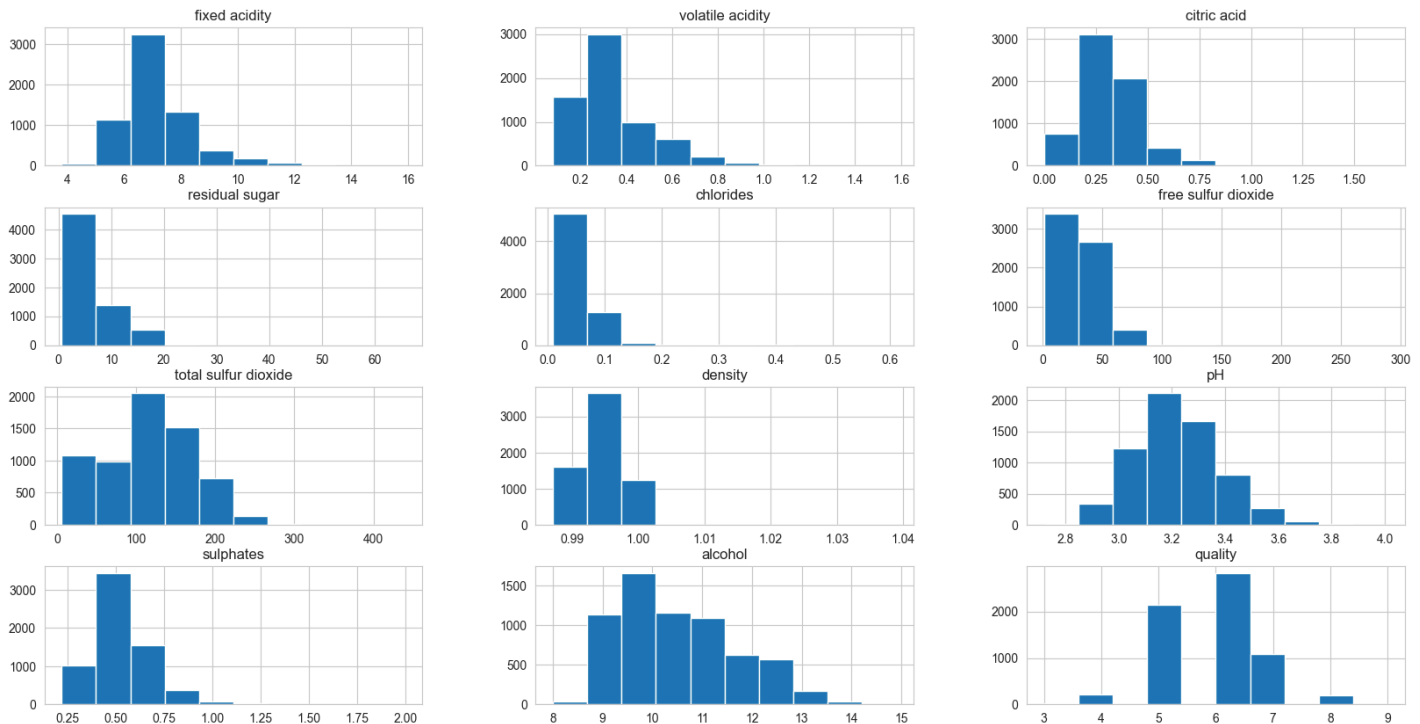 fixed acidity volatile acidity citric acid
3000 3000 3000
2000 2000 2000
1000 1000 1000
0 0 0
4 6 8 10 12 14 16 0.2 0.4 0.6 0.8 1.0 1.2 1.4 1.6 0.00 0.25 0.50 0.75 1.00 1.25 1.50
residual sugar chlorides free sulfur dioxide
4000 3000 2000 1000 0
4000 2000 0
3000 2000 1000 0
0 10 20 30 40 50 60 0.0 0.1 0.2 0.3 0.4 0.5 0.6 0 50 100 150 200 250 300
total sulfur dioxide density pH
2000 1500 1000 500 0
3000 2000 1000 0
2000 1500 1000 500 0
0 100 200 300 400 0.99 1.00 1.01 1.02 1.03 1.04 2.8 3.0 3.2 3.4 3.6 3.8 4.0
sulphates alcohol quality
3000 2000 1000 0
1500 1000 500 0
2000 1000 0
0.25 0.50 0.75 1.00 1.25 1.50 1.75 2.00 8 9 10 11 12 13 14 15 3 4 5 6 7 8 9